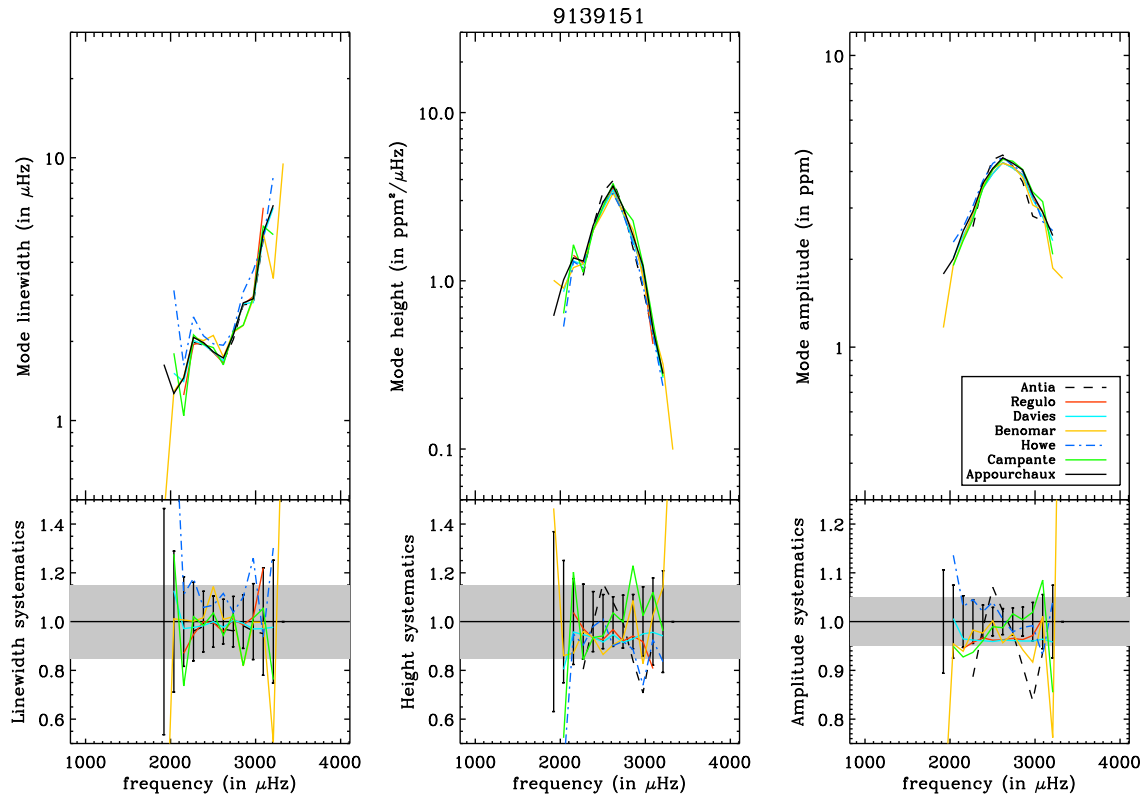 9139151
Mode linewidth (in μHz)
10
1
Mode height (in ppm²/μHz)
10.0
1.0
0.1
Mode amplitude (in ppm)
10
1
Antia
Regulo
Davies
Benomar
Howe
Campante
Appourchaux
Linewidth systematics
1.4
1.2
1.0
0.8
0.6
1000 2000 3000 4000
frequency (in μHz)
Height systematics
1.4
1.2
1.0
0.8
0.6
1000 2000 3000 4000
frequency (in μHz)
Amplitude systematics
1.2
1.1
1.0
0.9
0.8
1000 2000 3000 4000
frequency (in μHz)